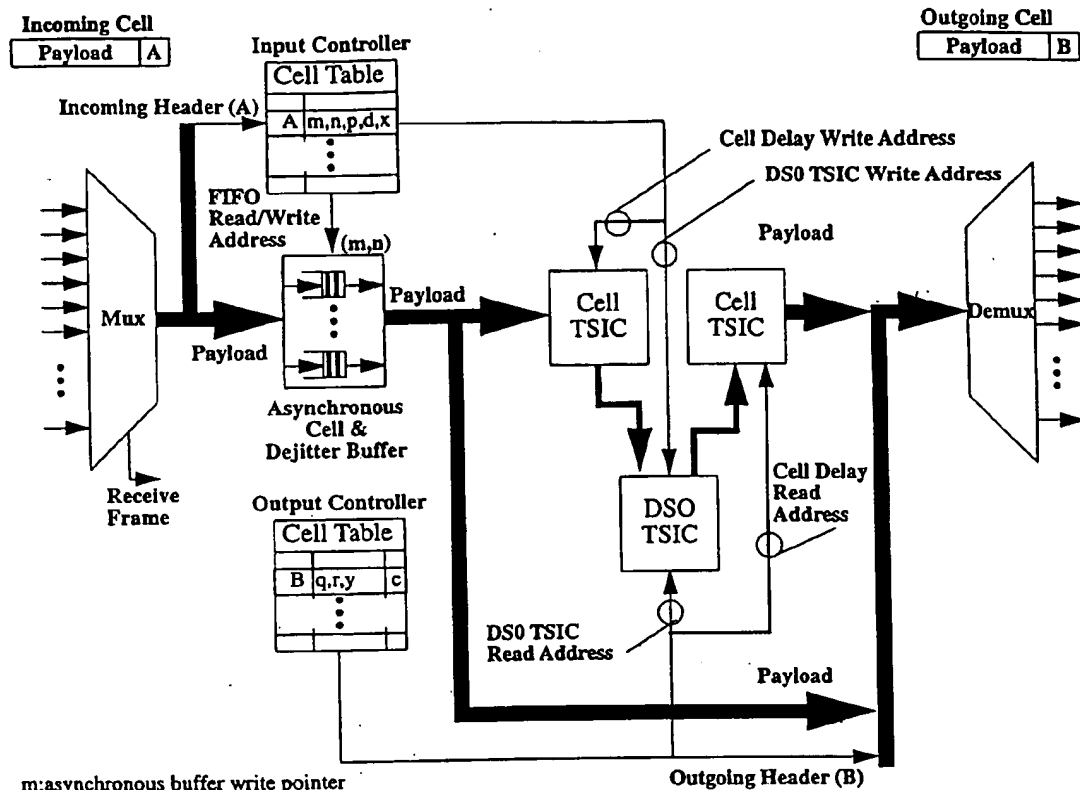 Incoming Cell
Payload A
Outgoing Cell
Payload B
Input Controller
Cell Table
A m,n,p,d,x
Incoming Header (A)
FIFO
Read/Write
Address
(m,n)
Cell Delay Write Address
DS0 TSIC Write Address
Mux
Payload
Payload
Asynchronous
Cell &
Dejitter Buffer
Cell
TSIC
Cell
TSIC
Payload
Demux
Receive
Frame
DSO
TSIC
Cell Delay
Read
Address
Output Controller
Cell Table
B q,r,y c
DS0 TSIC
Read Address
Payload
Outgoing Header (B)
m:asynchronous buffer write pointer